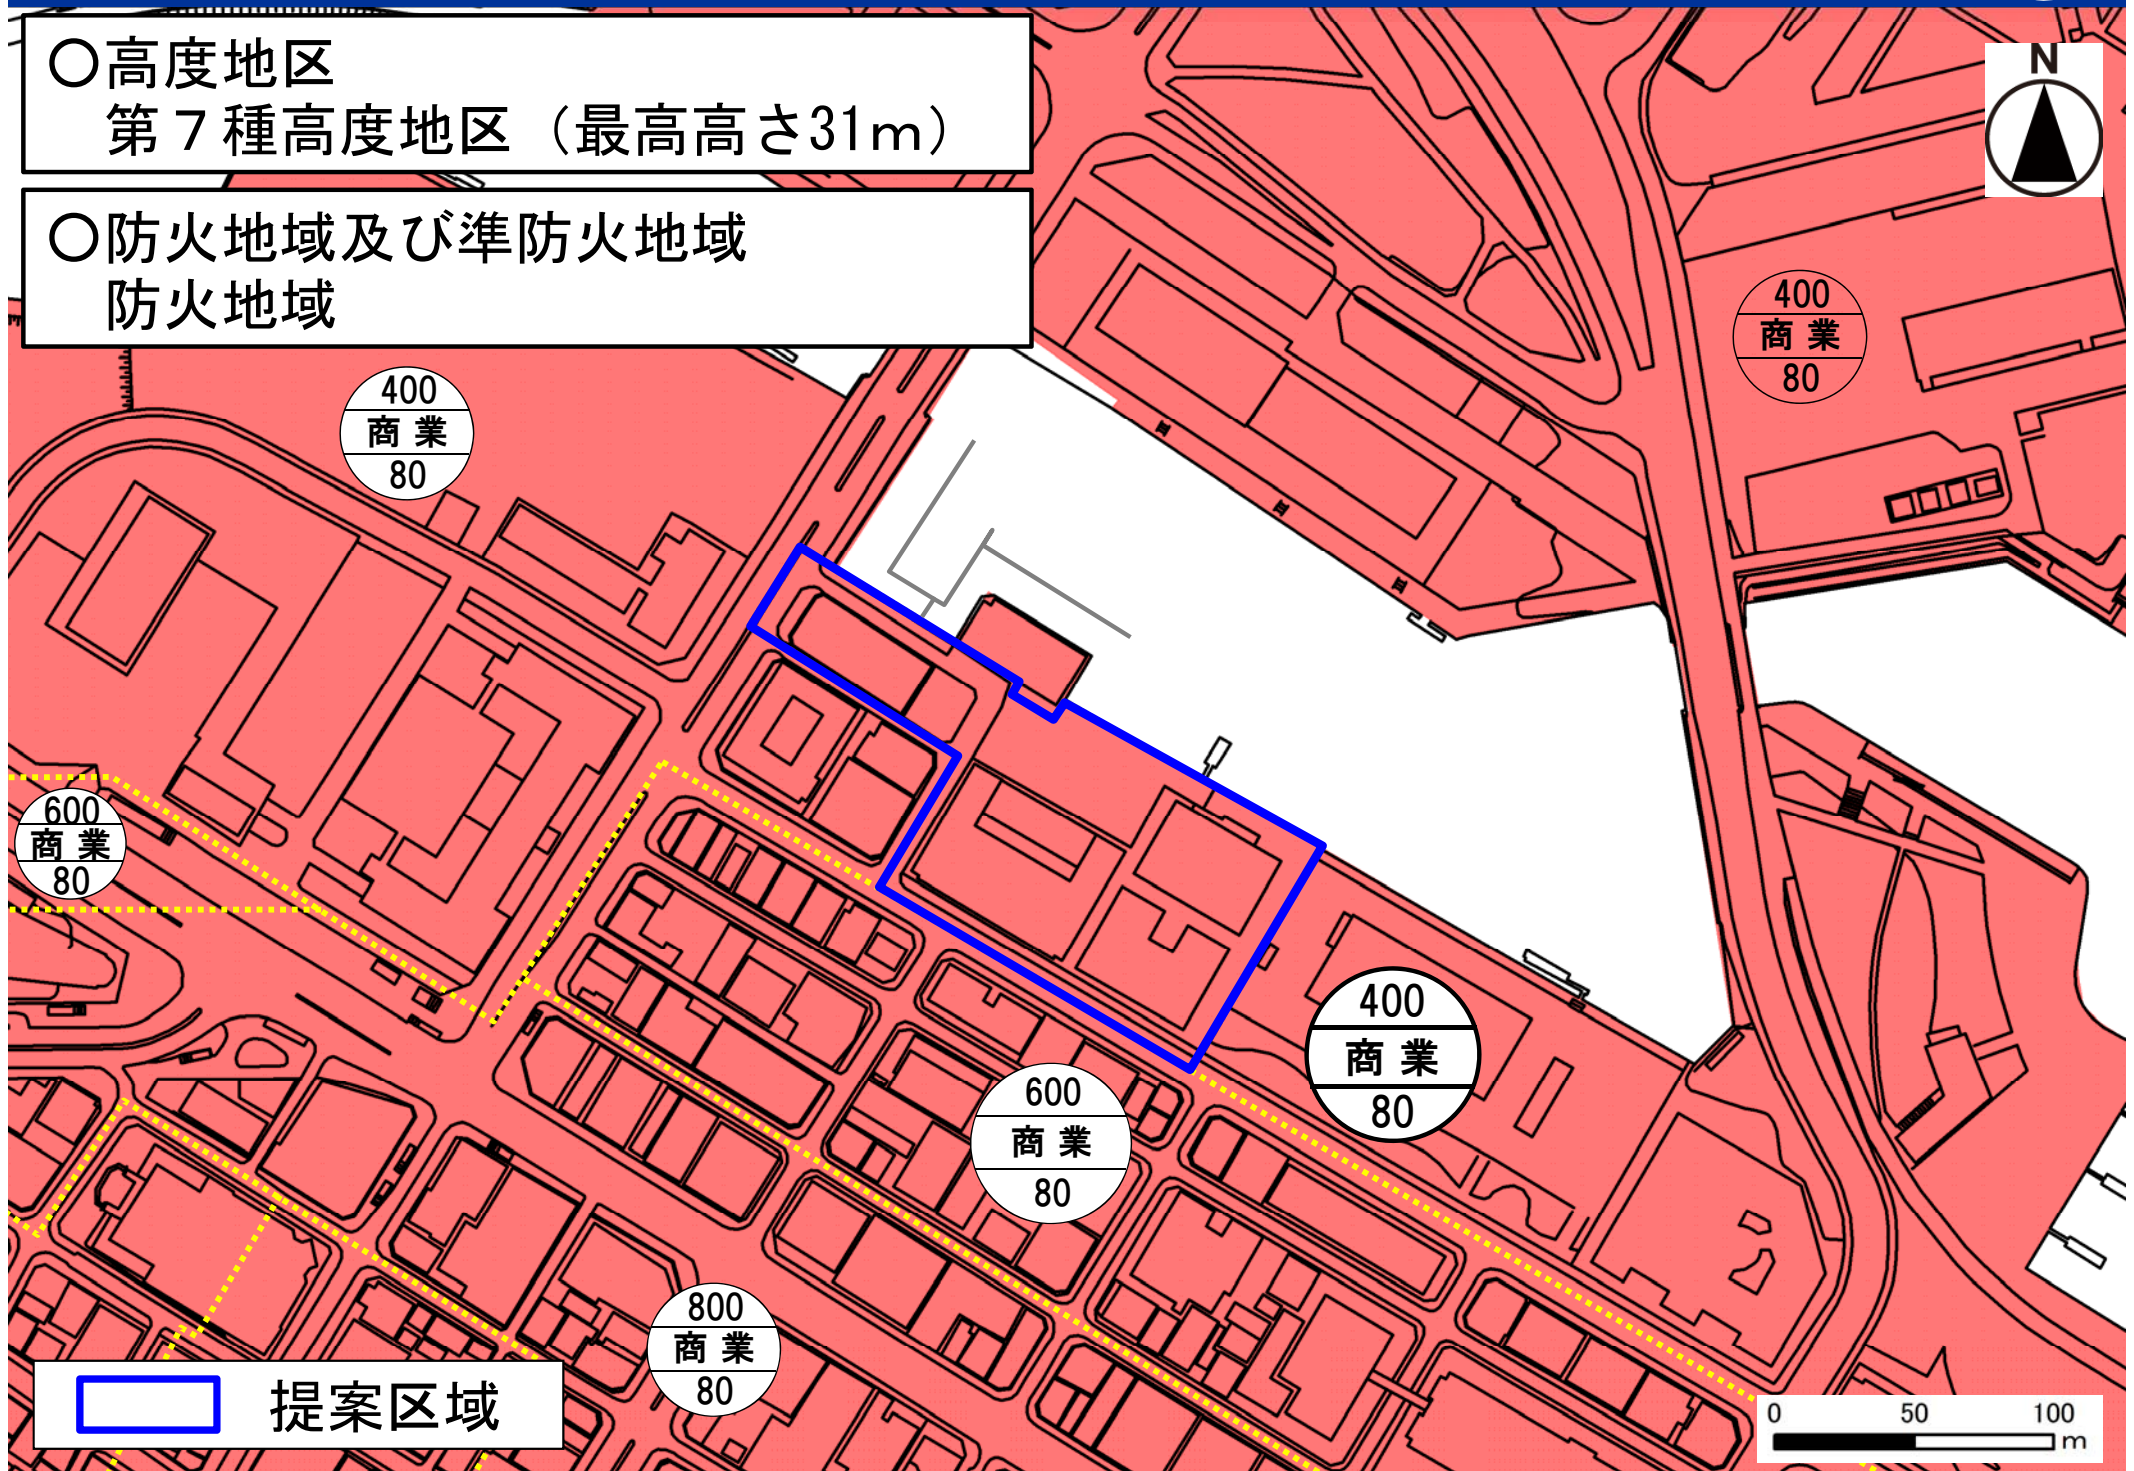 ○高度地区
第７種高度地区（最高高さ31ｍ）
○防火地域及び準防火地域
防火地域
N
400
商業
80
400
商業
80
600
商業
80
400
商業
80
600
商業
80
800
商業
80
提案区域
0 50 100
m